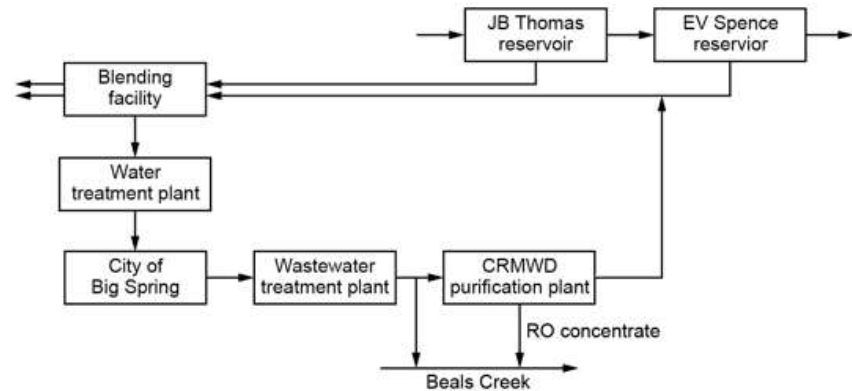 JB Thomas
reservoir
EV Spence
reservior
Blending
facility
Water
treatment plant
City of
Big Spring
Wastewater
treatment plant
CRMWD
purification plant
RO concentrate
Beals Creek